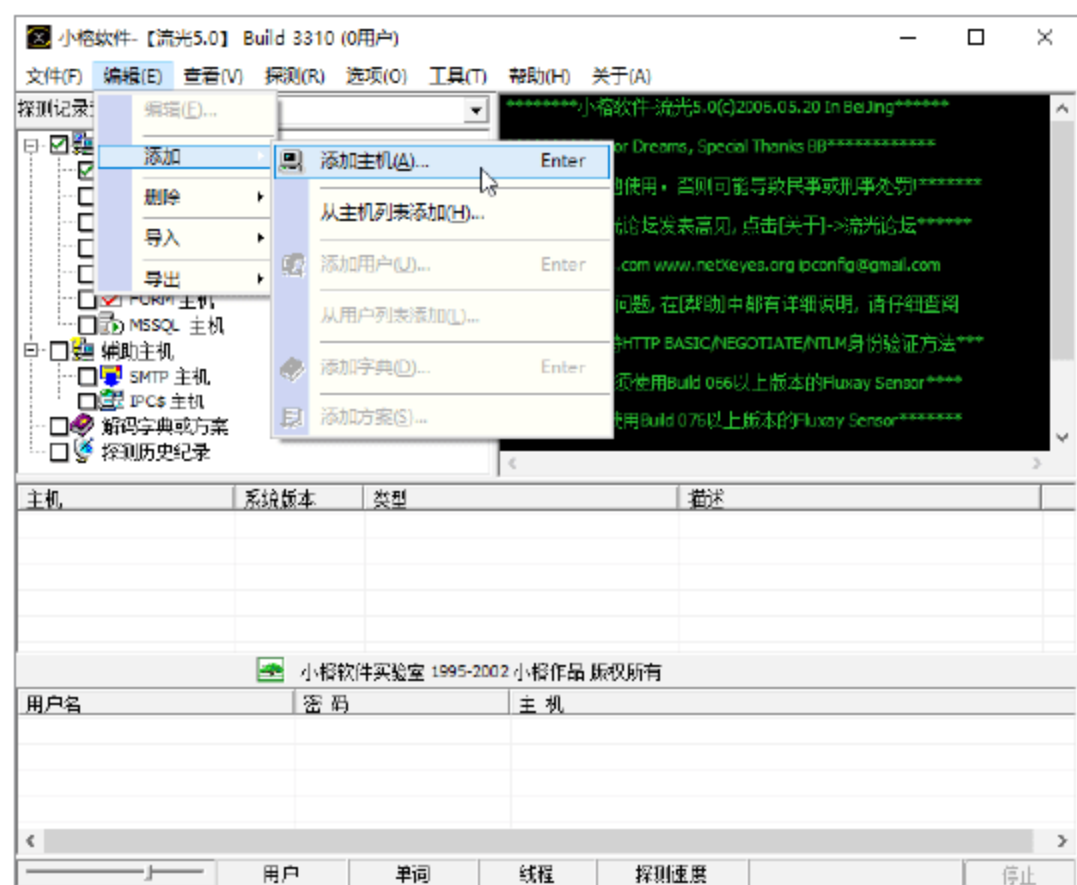 小榕软件-【流光5.0】 Build 3310 (0用户)
文件(F) 编辑(E) 查看(V) 探测(R) 选项(O) 工具(T) 帮助(H) 关于(A)
探测记录
编辑(E)...
添加
删除
导入
导出
添加主机(A)... Enter
从主机列表添加(H)...
添加用户(U)... Enter
从用户列表添加(L)...
添加字典(D)... Enter
添加方案(S)...
FORM 主机
MSSQL 主机
辅助主机
SMTP 主机
IPC$ 主机
解码字典或方案
探测历史纪录
********小榕软件-流光5.0(c)2006.05.20 In BeiJing******
or Dreams, Special Thanks BB************
使用，否则可能导致民事或刑事处罚!*******
论坛发表高见, 点击[关于]->流光论坛******
.com www.netXeyes.org ipconfig@gmail.com
问题, 在[帮助]中都有详细说明, 请仔细查阅
HTTP BASIC/NEGOTIATE/NTLM身份验证方法***
须使用Build 066以上版本的Fluxay Sensor****
使用Build 076以上版本的Fluxay Sensor*******
主机 系统版本 类型 描述
小榕软件实验室 1995-2002 小榕作品 版权所有
用户名 密 码 主 机
用户 单词 线程 探测速度 停止